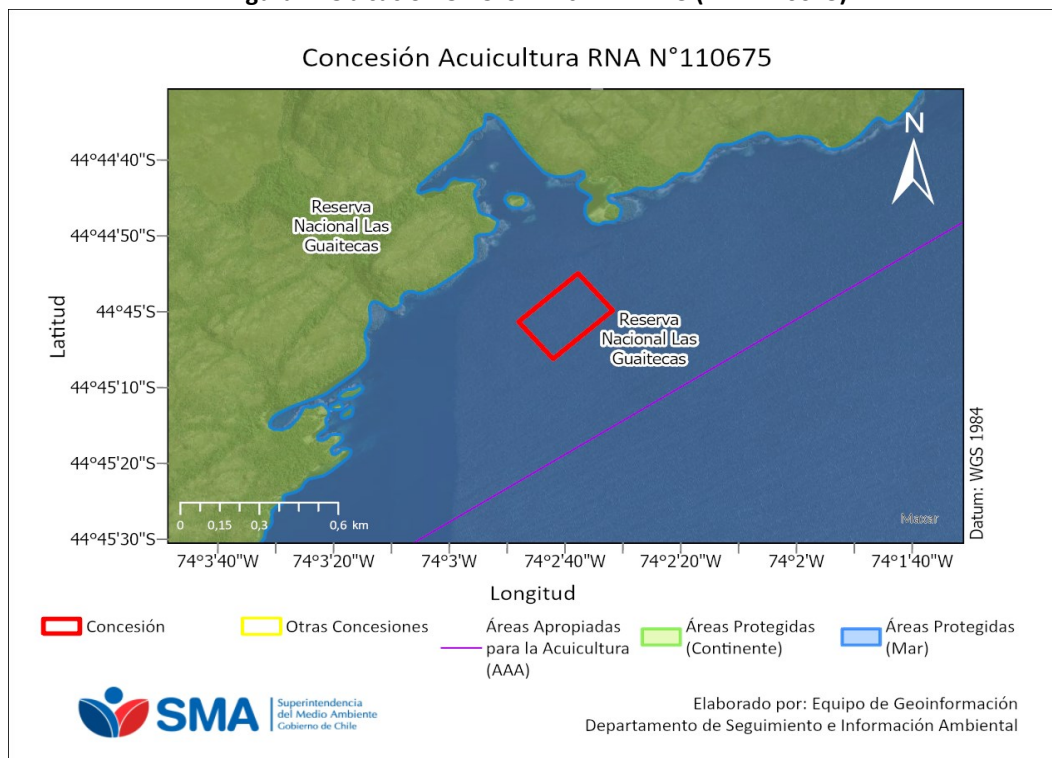 Concesión Acuicultura RNA N°110675
N
44°44'40"S
44°44'50"S
44°45'S
44°45'10"S
44°45'20"S
44°45'30"S
Latitud
Reserva
Nacional Las
Guaitecas
Reserva
Nacional Las
Guaitecas
0 0,15 0,3 0,6 km
Maxar
Datum: WGS 1984
74°3'40"W 74°3'20"W 74°3'W 74°2'40"W 74°2'20"W 74°2'W 74°1'40"W
Longitud
Concesión
Otras Concesiones
Áreas Apropiadas
para la Acuicultura
(AAA)
Áreas Protegidas
(Continente)
Áreas Protegidas
(Mar)
SMA
Superintendencia
del Medio Ambiente
Gobierno de Chile
Elaborado por: Equipo de Geoinformación
Departamento de Seguimiento e Información Ambiental